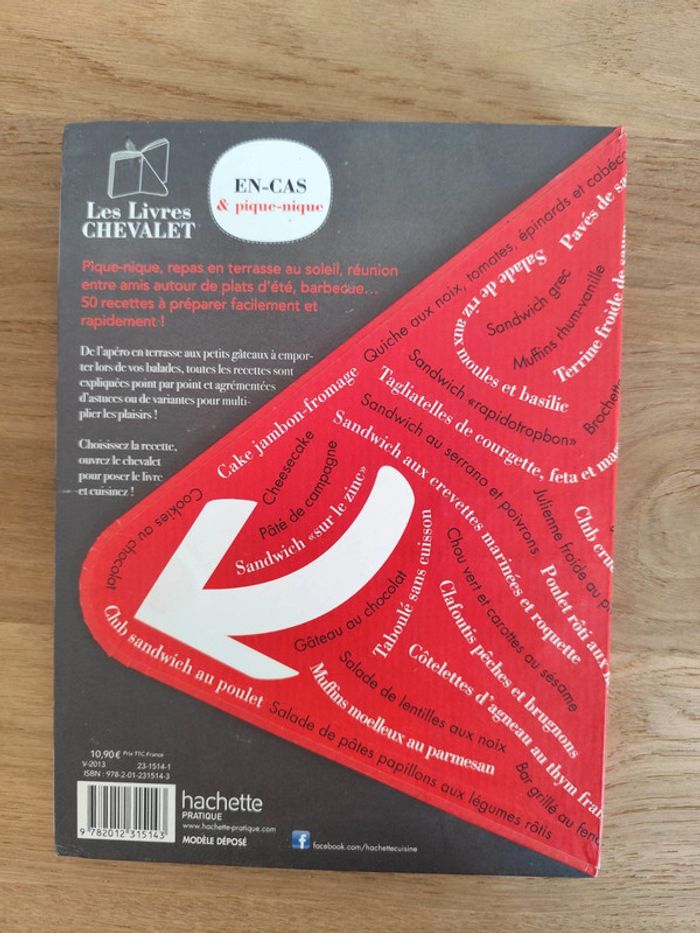 Les Livres
CHEVALET
EN-CAS
& pique-nique
Pique-nique, repas en terrasse au soleil, réunion
entre amis autour de plats d'été, barbecue...
50 recettes à préparer facilement et
rapidement !
De l'apéro en terrasse aux petits gâteaux à empor-
ter lors de vos balades, toutes les recettes sont
expliquées point par point et agrémentées
d'astuces ou de variantes pour multi-
plier les plaisirs !
Choisissez la recette,
ouvrez le chevalet
pour poser le livre
et cuisinez !
Quiche aux noix, tomates, épinards et cabéco
Pavés de sa
Salade de riz aux moules et basilic
Sandwich grec
Muffins rhum-vanille
Terrine froide de saum
Cake jambon-fromage
Sandwich «rapidotropbon»
Brochette
Tagliatelles de courgette, feta et ma
Cheesecake
Sandwich au serrano et poivrons
Sandwich aux crevettes marinées et roquette
Pâté de campagne
Julienne froide au p
Club cru
Cookies au chocolat
Sandwich «sur le zinc»
Taboulé sans cuisson
Chou vert et carottes au sésame
Poulet rôti aux
Clafoutis pêches et brugnons
Gâteau au chocolat
Club sandwich au poulet
Salade de lentilles aux noix
Côtelettes d'agneau au thym fra
Muffins moelleux au parmesan
Salade de pâtes papillons aux légumes rôtis
Bar grillé au feno
10,90€ Prix TTC France
V-2013 23-1514-1
ISBN : 978-2-01-231514-3
9 782012 315143
hachette
PRATIQUE
www.hachette-pratique.com
MODÈLE DÉPOSÉ
f facebook.com/hachettecuisine